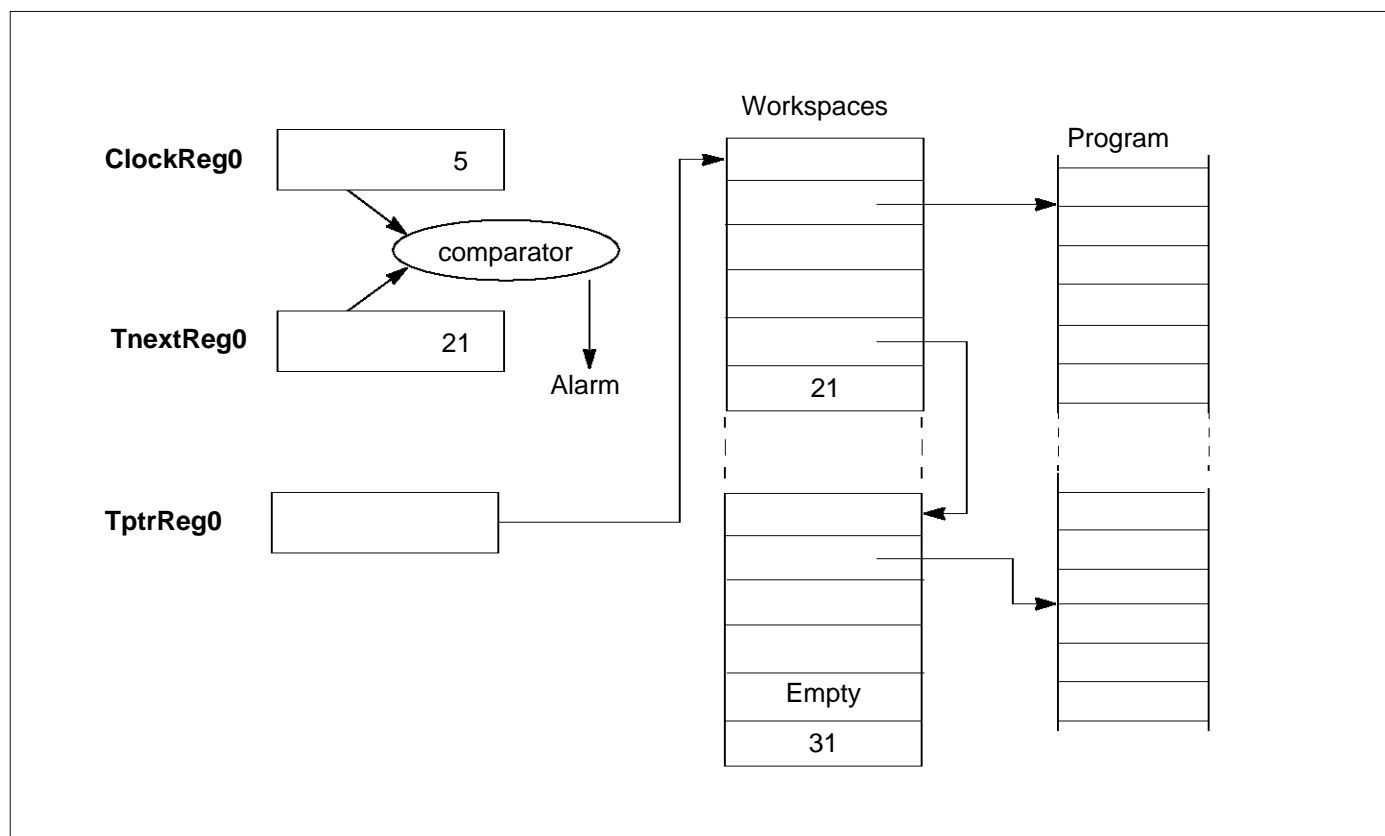 Workspaces
Program
ClockReg0
5
comparator
TnextReg0
21
Alarm
21
TptrReg0
Empty
31